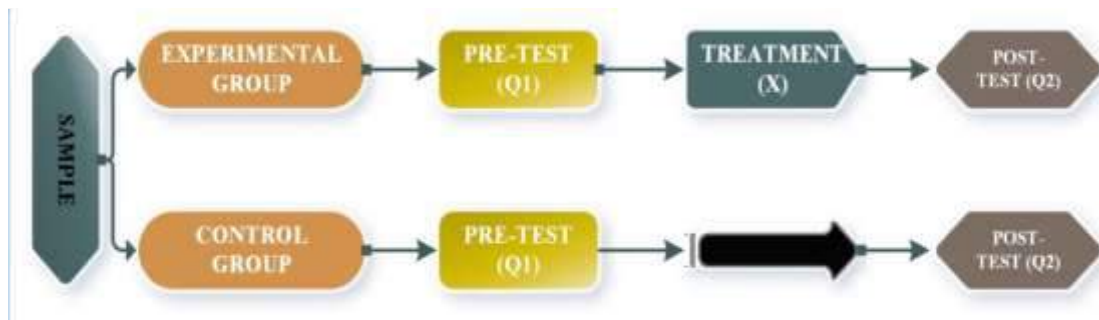 SAMPLE
EXPERIMENTAL
GROUP
PRE-TEST
(Q1)
TREATMENT
(X)
POST-
TEST (Q2)
CONTROL
GROUP
PRE-TEST
(Q1)
POST-
TEST (Q2)